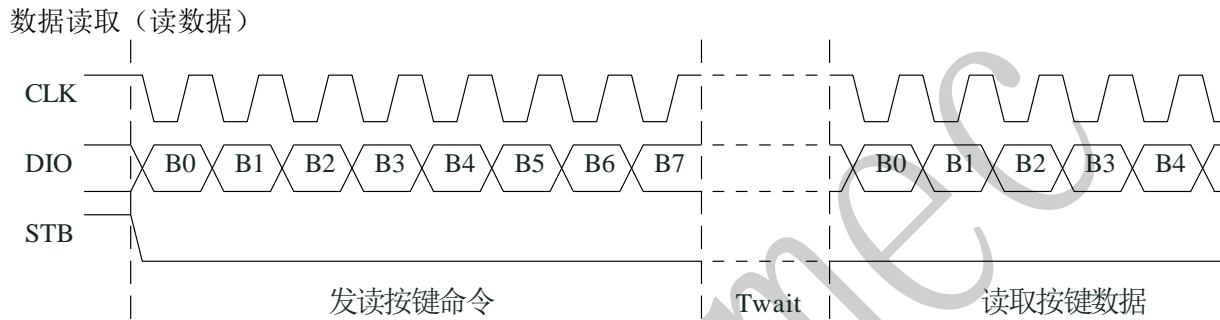 数据读取（读数据）
CLK
DIO B0 B1 B2 B3 B4 B5 B6 B7 B0 B1 B2 B3 B4
STB
发读按键命令 Twait 读取按键数据